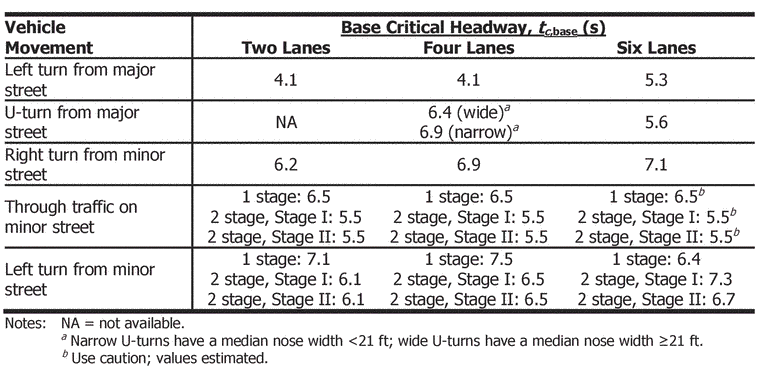 Vehicle Base Critical Headway, tc,base (s)
Movement Two Lanes Four Lanes Six Lanes
Left turn from major street 4.1 4.1 5.3
U-turn from major street NA 6.4 (wide)a 5.6
6.9 (narrow)a
Right turn from minor street 6.2 6.9 7.1
Through traffic on minor street 1 stage: 6.5 1 stage: 6.5 1 stage: 6.5b
2 stage, Stage I: 5.5 2 stage, Stage I: 5.5 2 stage, Stage I: 5.5b
2 stage, Stage II: 5.5 2 stage, Stage II: 5.5 2 stage, Stage II: 5.5b
Left turn from minor street 1 stage: 7.1 1 stage: 7.5 1 stage: 6.4
2 stage, Stage I: 6.1 2 stage, Stage I: 6.5 2 stage, Stage I: 7.3
2 stage, Stage II: 6.1 2 stage, Stage II: 6.5 2 stage, Stage II: 6.7
Notes: NA = not available.
a Narrow U-turns have a median nose width <21 ft; wide U-turns have a median nose width ≥21 ft.
b Use caution; values estimated.